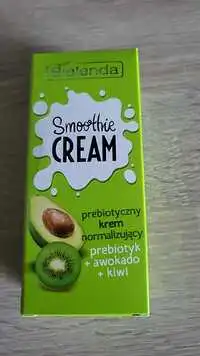 Bielenda
Smoothie
CREAM
prebiotyczny
krem
normalizujący
prebiotyk
+ awokado
+ kiwi